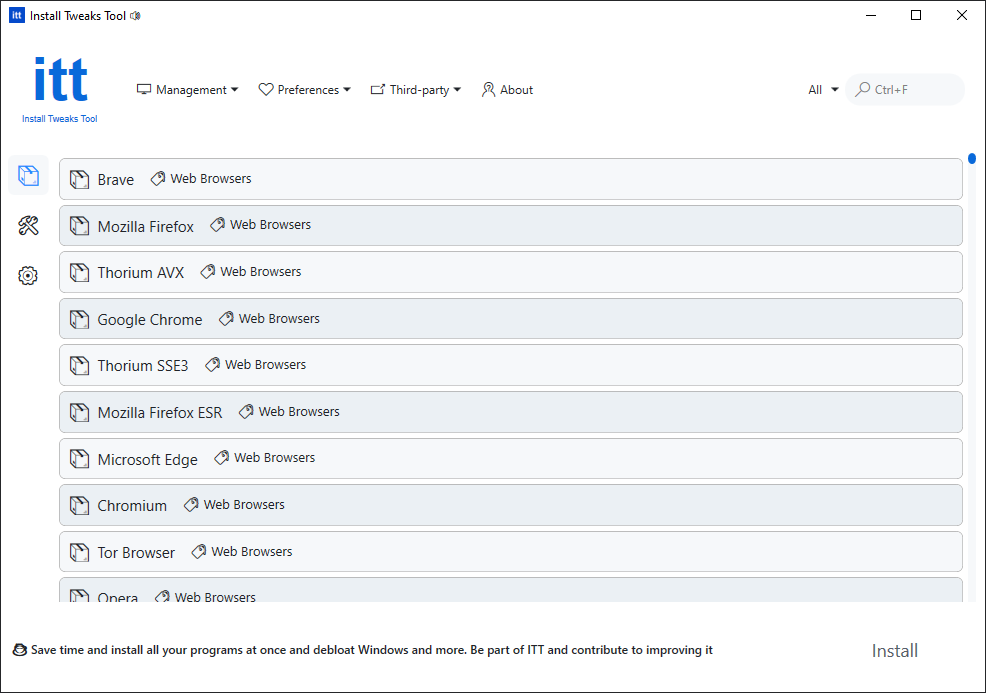 itt Install Tweaks Tool
itt
Install Tweaks Tool
Management Preferences Third-party About
All Ctrl+F
Brave Web Browsers
Mozilla Firefox Web Browsers
Thorium AVX Web Browsers
Google Chrome Web Browsers
Thorium SSE3 Web Browsers
Mozilla Firefox ESR Web Browsers
Microsoft Edge Web Browsers
Chromium Web Browsers
Tor Browser Web Browsers
Opera Web Browsers
Save time and install all your programs at once and debloat Windows and more. Be part of ITT and contribute to improving it
Install